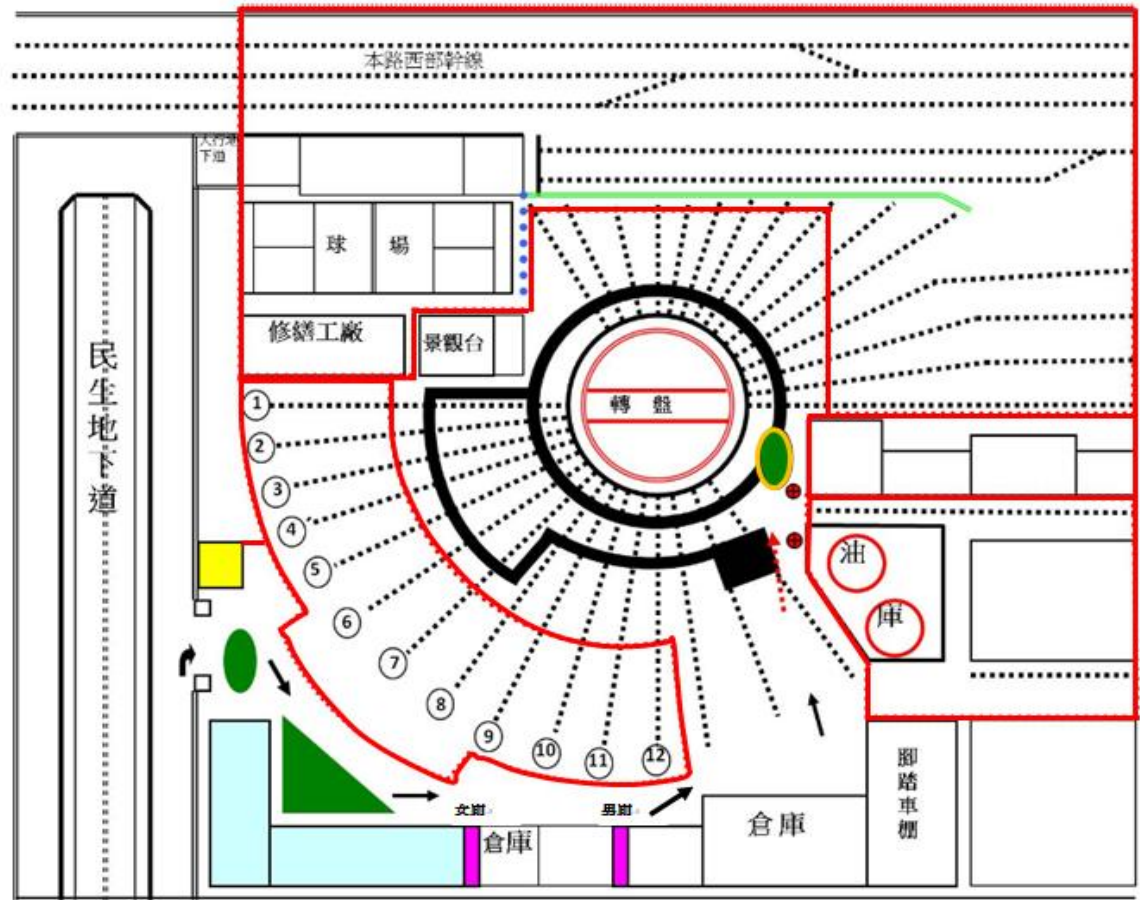 本路西部幹線
人行地
下道
球 場
修繕工廠
景觀台
民生地下道
轉 盤
1
2
3
4
5
6
7
8
9
10
11
12
油
庫
女廁
男廁
倉庫
倉庫
腳踏車棚